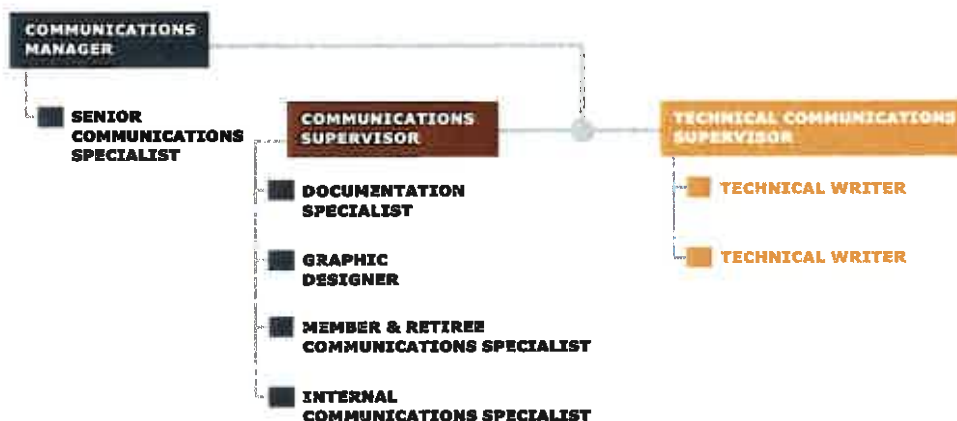 COMMUNICATIONS
MANAGER
SENIOR
COMMUNICATIONS
SPECIALIST
COMMUNICATIONS
SUPERVISOR
DOCUMENTATION
SPECIALIST
GRAPHIC
DESIGNER
MEMBER & RETIREE
COMMUNICATIONS SPECIALIST
INTERNAL
COMMUNICATIONS SPECIALIST
TECHNICAL COMMUNICATIONS
SUPERVISOR
TECHNICAL WRITER
TECHNICAL WRITER